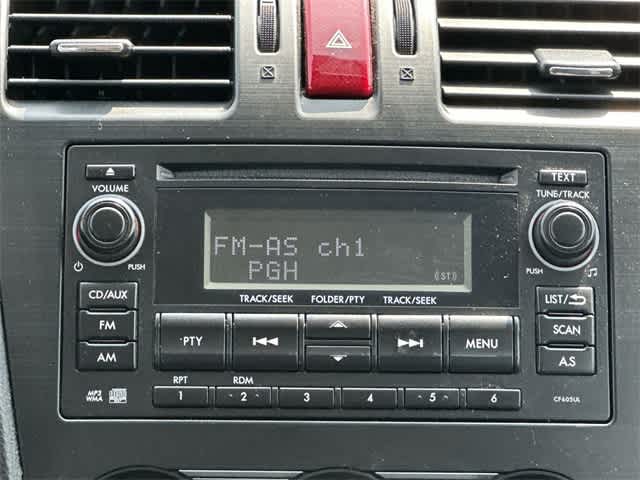 TEXT
VOLUME
TUNE/TRACK
FM-AS ch1
PGH
(ST)
PUSH
PUSH
TRACK/SEEK
FOLDER/PTY
TRACK/SEEK
CD/AUX
LIST/
FM
PTY
MENU
SCAN
AM
A.S
RPT
RDM
MP3
WMA
1
2
3
4
5
6
CF605UL